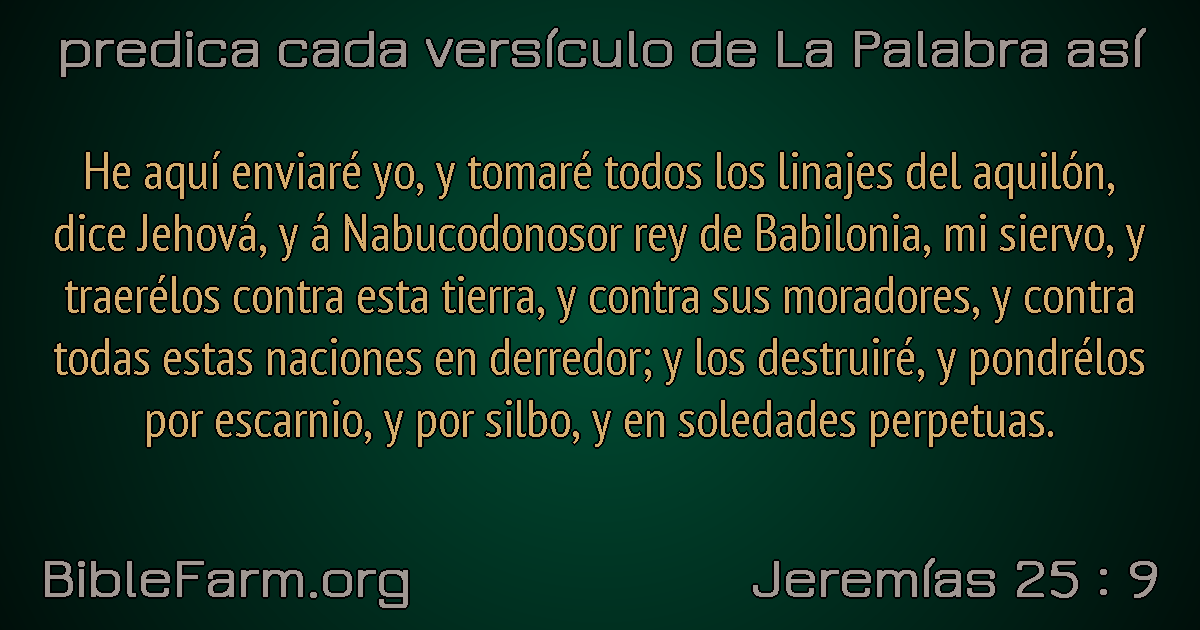 predica cada versículo de La Palabra así
He aquí enviaré yo, y tomaré todos los linajes del aquilón,
dice Jehová, y á Nabucodonosor rey de Babilonia, mi siervo, y
traerélos contra esta tierra, y contra sus moradores, y contra
todas estas naciones en derredor; y los destruiré, y pondrélos
por escarnio, y por silbo, y en soledades perpetuas.
BibleFarm.org
Jeremías 25 : 9